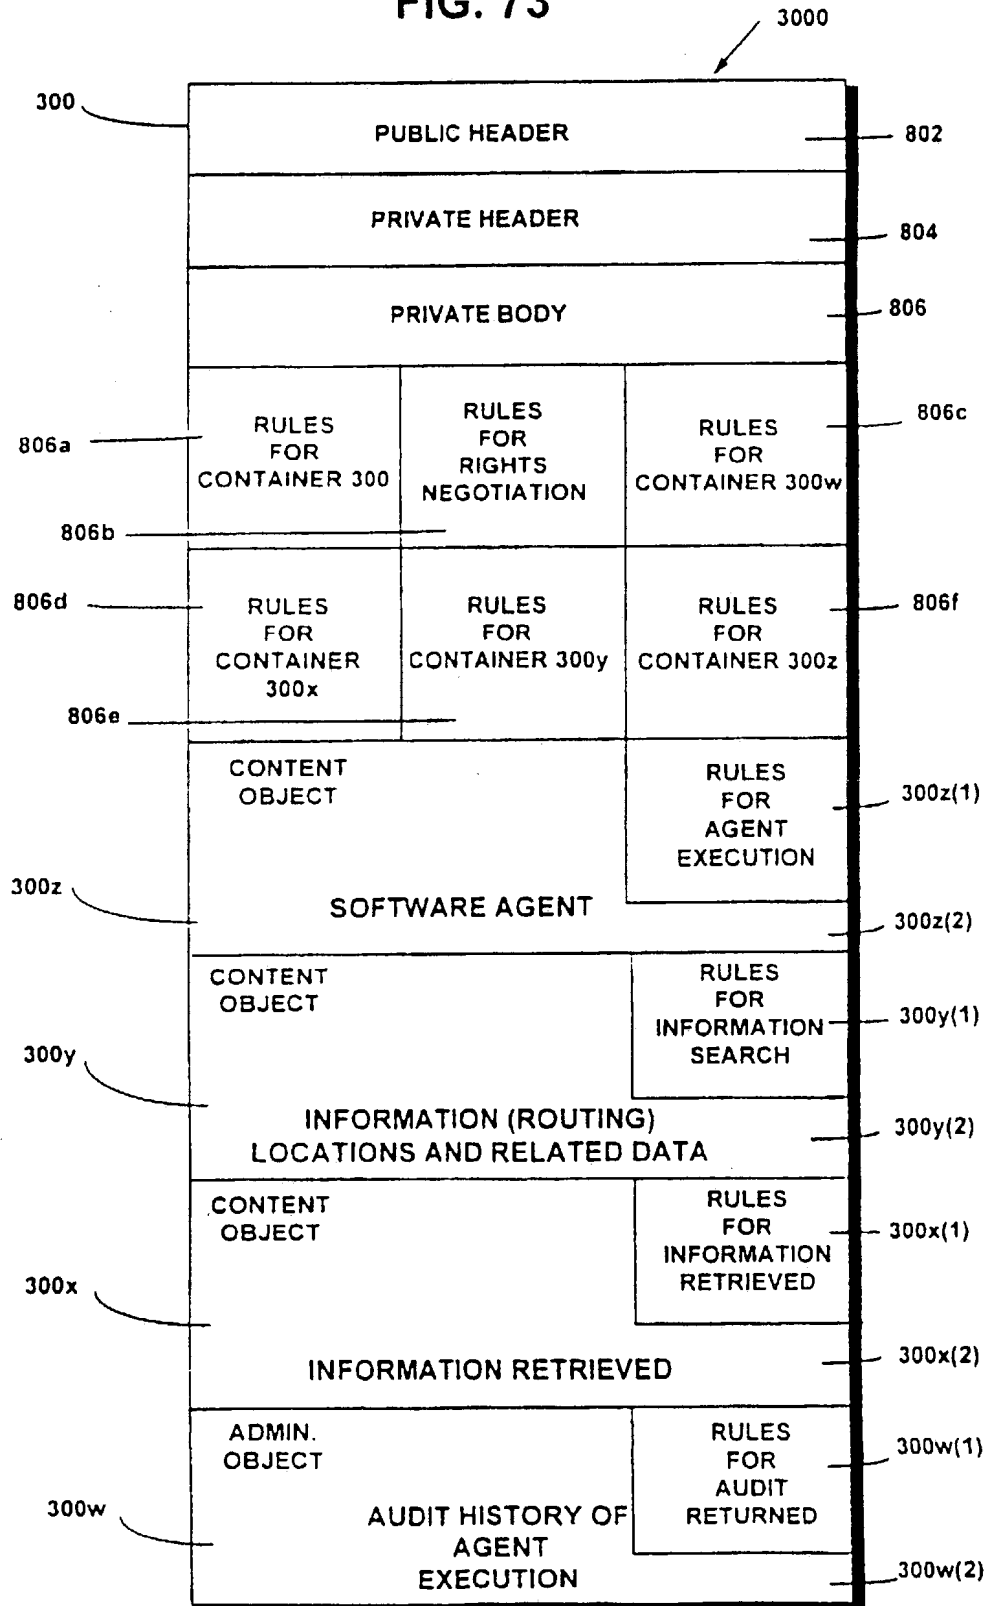 FIG. 73
3000
300
PUBLIC HEADER
802
PRIVATE HEADER
804
PRIVATE BODY
806
806a
RULES
FOR
CONTAINER 300
RULES
FOR
RIGHTS
NEGOTIATION
806b
RULES
FOR
CONTAINER 300w
806c
806d
RULES
FOR
CONTAINER
300x
RULES
FOR
CONTAINER 300y
806e
RULES
FOR
CONTAINER 300z
806f
CONTENT
OBJECT
RULES
FOR
AGENT
EXECUTION
300z(1)
300z
SOFTWARE AGENT
300z(2)
CONTENT
OBJECT
RULES
FOR
INFORMATION
SEARCH
300y(1)
300y
INFORMATION (ROUTING)
LOCATIONS AND RELATED DATA
300y(2)
CONTENT
OBJECT
RULES
FOR
INFORMATION
RETRIEVED
300x(1)
300x
INFORMATION RETRIEVED
300x(2)
ADMIN.
OBJECT
RULES
FOR
AUDIT
RETURNED
300w(1)
300w
AUDIT HISTORY OF
AGENT
EXECUTION
300w(2)